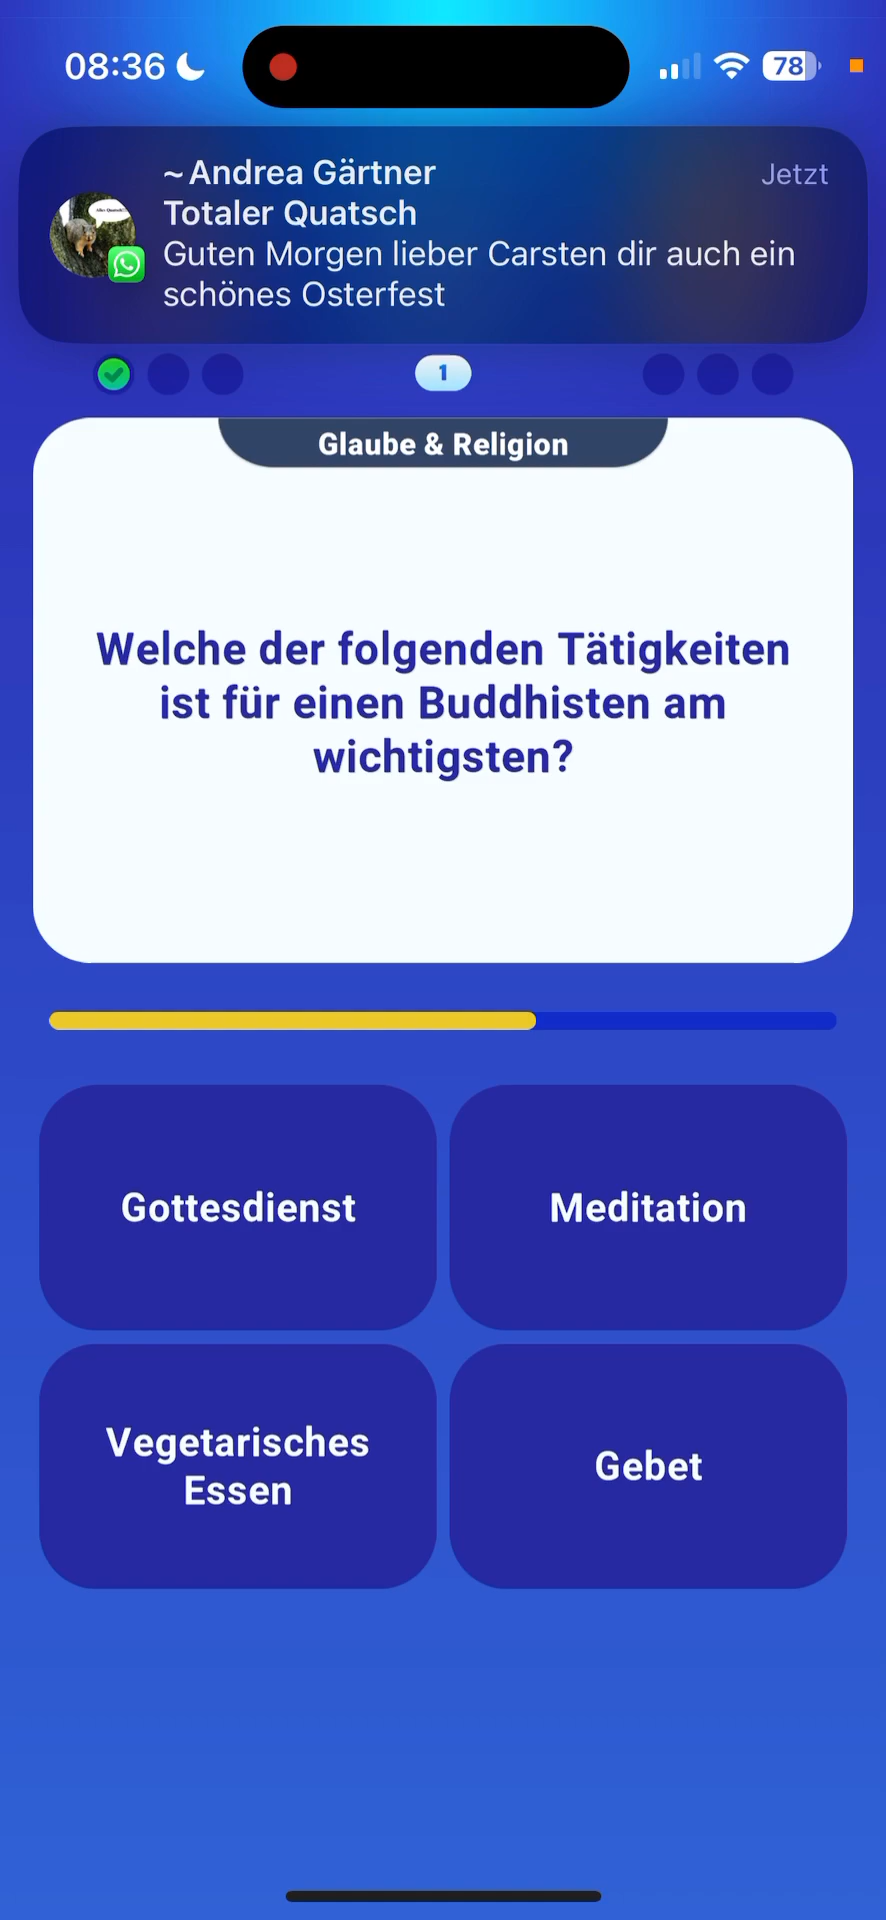 08:36
78
~Andrea Gärtner
Jetzt
Totaler Quatsch
Guten Morgen lieber Carsten dir auch ein
schönes Osterfest
1
Glaube & Religion
Welche der folgenden Tätigkeiten
ist für einen Buddhisten am
wichtigsten?
Gottesdienst
Meditation
Vegetarisches
Essen
Gebet